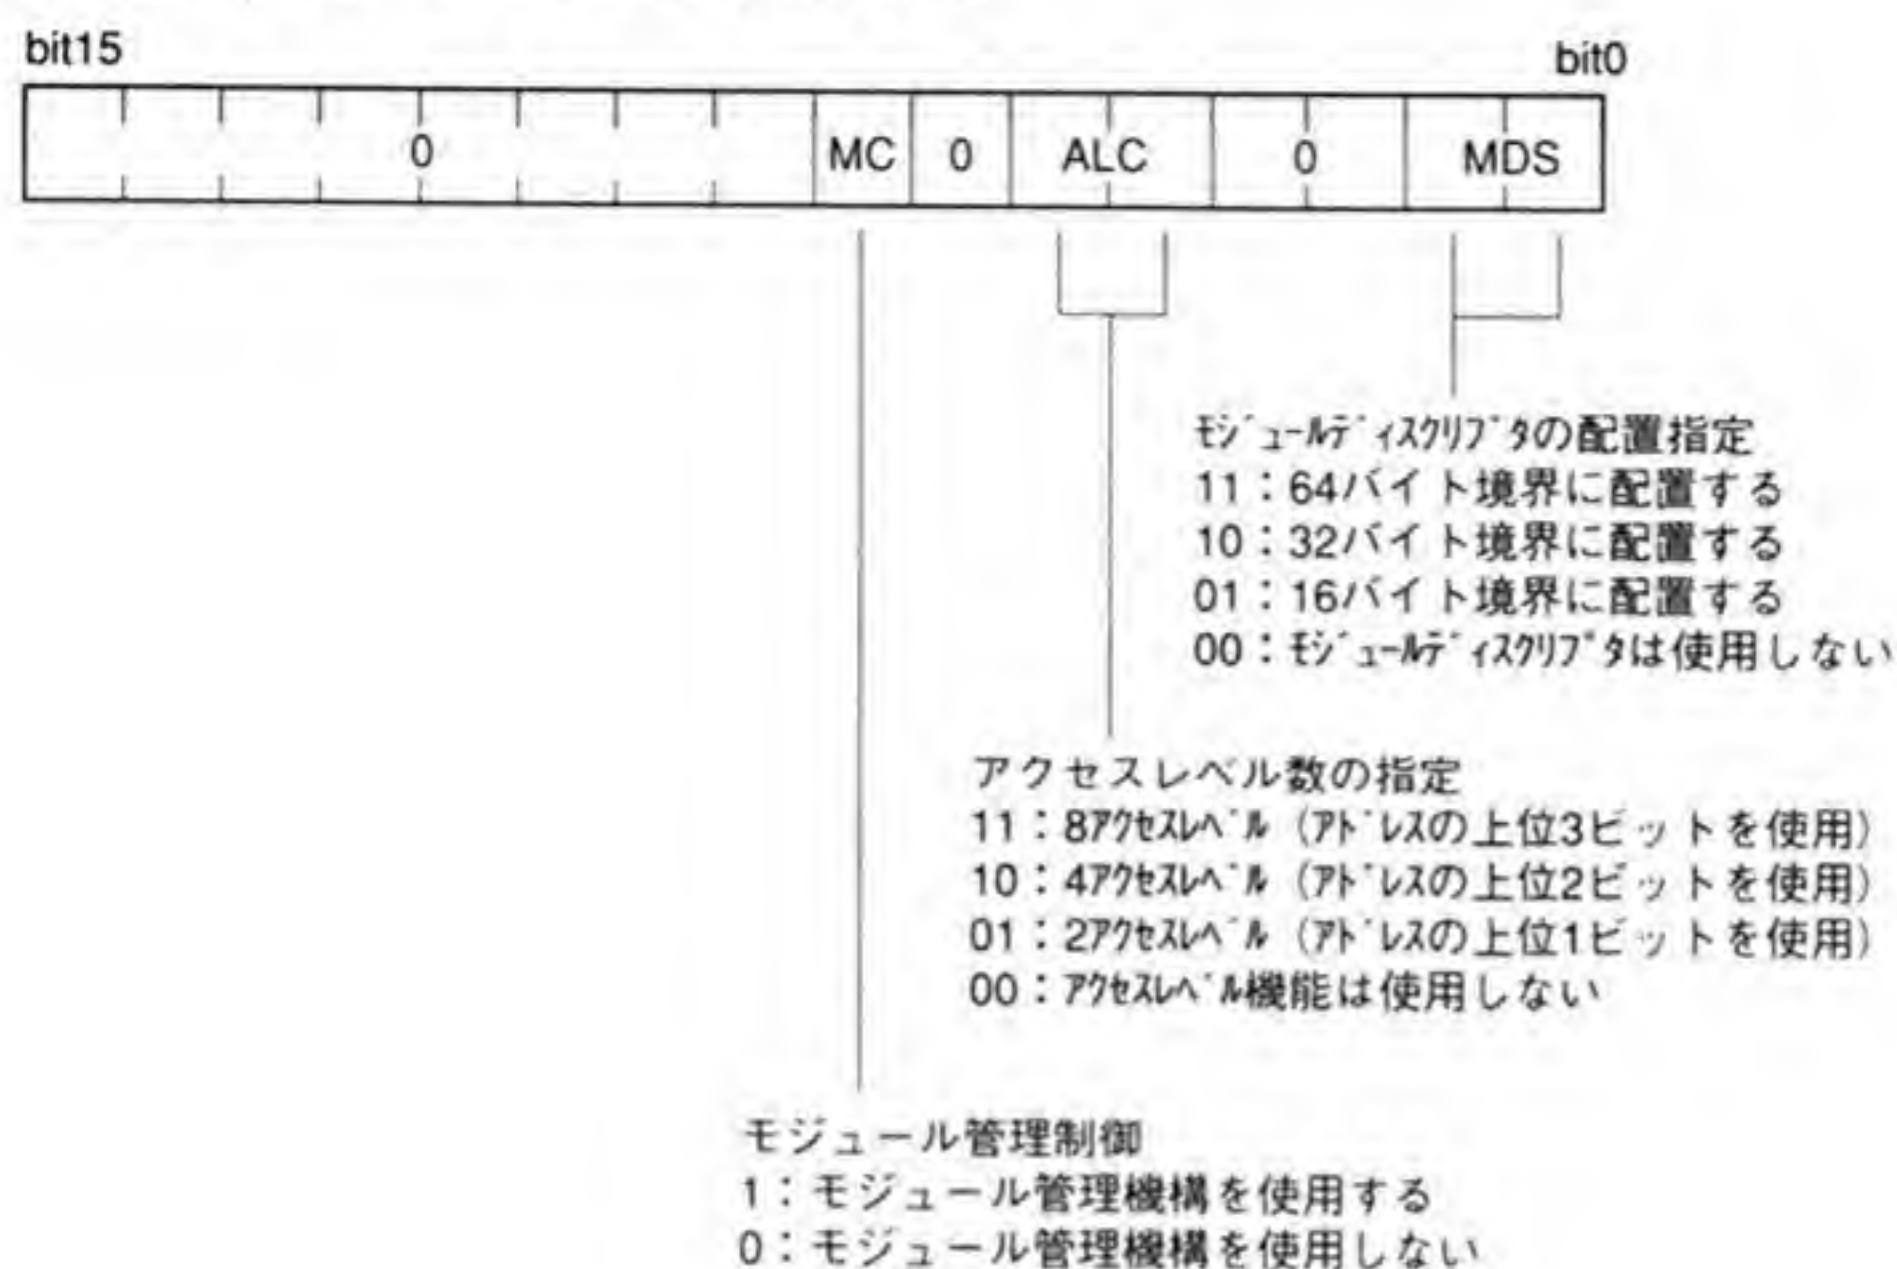 bit15 bit0
0 MC 0 ALC 0 MDS
ﾓｼﾞｭｰﾙﾃﾞｨｽｸﾘﾌﾟﾀの配置指定
11：64バイト境界に配置する
10：32バイト境界に配置する
01：16バイト境界に配置する
00：ﾓｼﾞｭｰﾙﾃﾞｨｽｸﾘﾌﾟﾀは使用しない
アクセスレベル数の指定
11：8ｱｸｾｽﾚﾍﾞﾙ（ｱﾄﾞﾚｽの上位3ビットを使用）
10：4ｱｸｾｽﾚﾍﾞﾙ（ｱﾄﾞﾚｽの上位2ビットを使用）
01：2ｱｸｾｽﾚﾍﾞﾙ（ｱﾄﾞﾚｽの上位1ビットを使用）
00：ｱｸｾｽﾚﾍﾞﾙ機能は使用しない
モジュール管理制御
1：モジュール管理機構を使用する
0：モジュール管理機構を使用しない